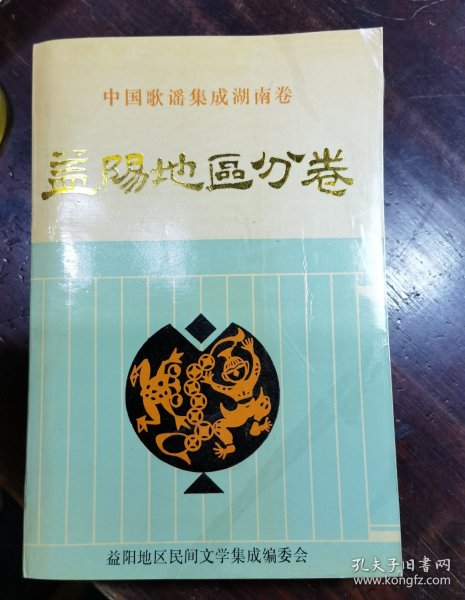 中国歌谣集成湖南卷
益陽地區分卷
益阳地区民间文学集成编委会
孔夫子旧书网
www.kongfz.com